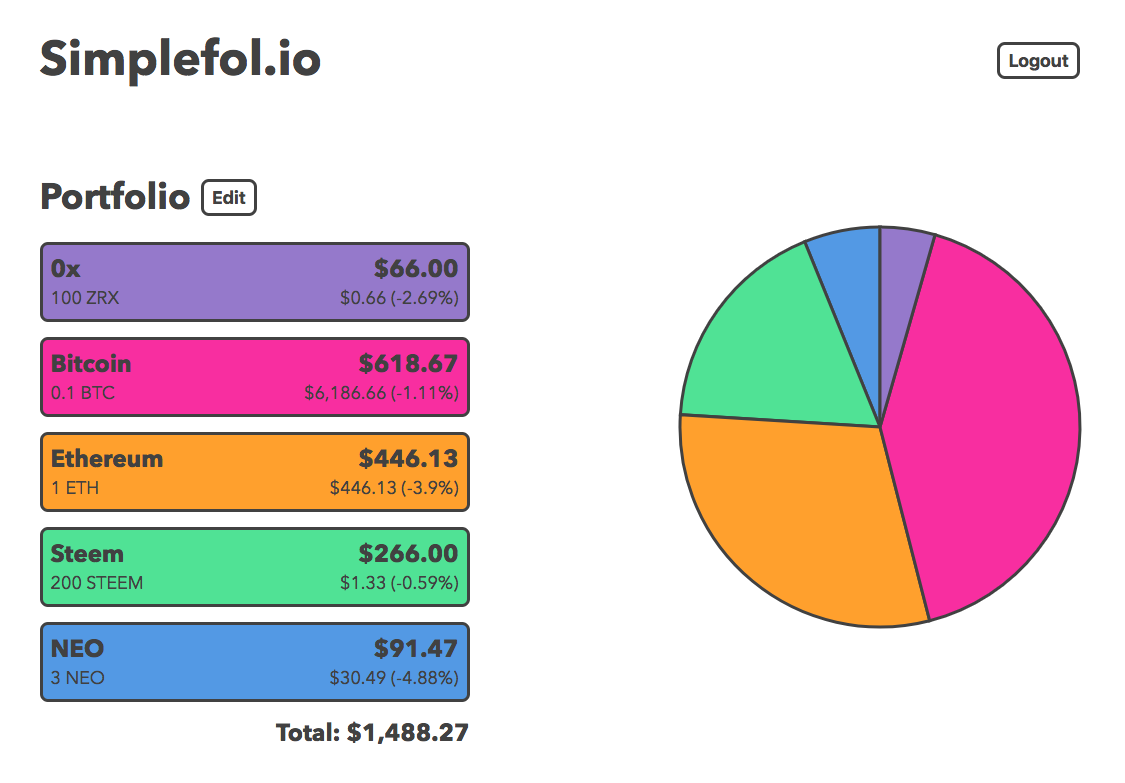 Simplefol.io
Logout
Portfolio Edit
0x $66.00
100 ZRX $0.66 (-2.69%)
Bitcoin $618.67
0.1 BTC $6,186.66 (-1.11%)
Ethereum $446.13
1 ETH $446.13 (-3.9%)
Steem $266.00
200 STEEM $1.33 (-0.59%)
NEO $91.47
3 NEO $30.49 (-4.88%)
Total: $1,488.27